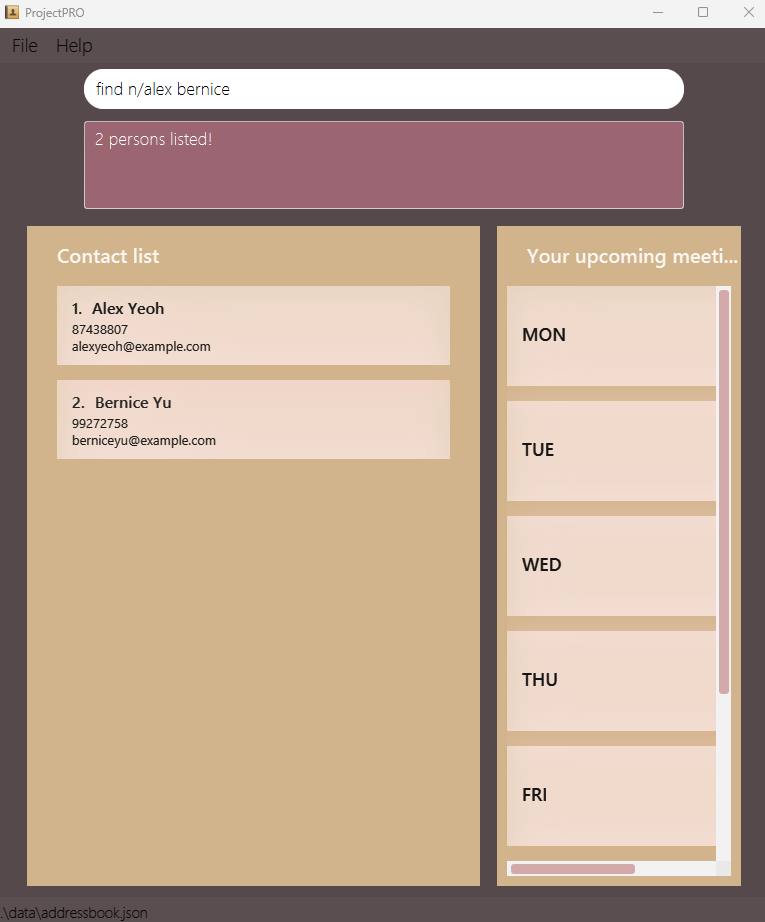 ProjectPRO
File Help
find n/alex bernice
2 persons listed!
Contact list
1. Alex Yeoh
87438807
alexyeoh@example.com
2. Bernice Yu
99272758
berniceyu@example.com
Your upcoming meeti...
MON
TUE
WED
THU
FRI
.\data\addressbook.json